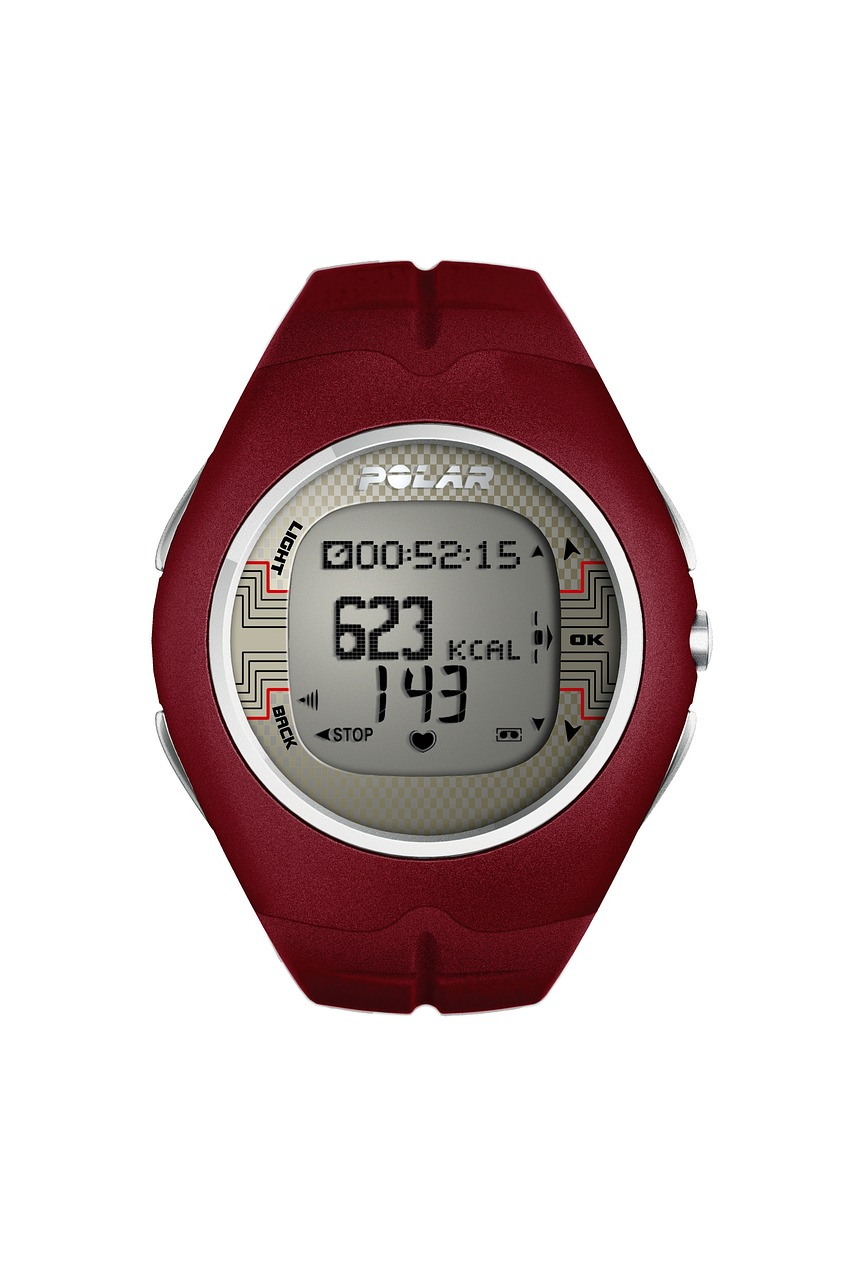 POLAR
LIGHT
00:52:15
623 KCAL
OK
143
BACK
STOP